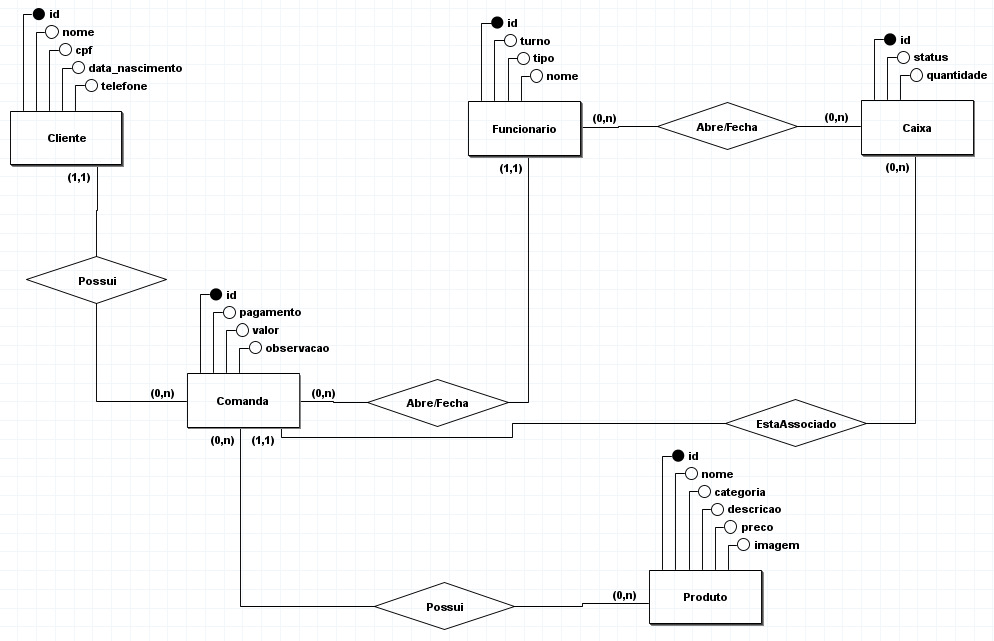 id
nome
cpf
data_nascimento
telefone
Cliente
(1,1)
Possui
(0,n)
id
turno
tipo
nome
Funcionario
(0,n)
(1,1)
Abre/Fecha
(0,n)
id
status
quantidade
Caixa
(0,n)
id
pagamento
valor
observacao
Comanda
(0,n)
Abre/Fecha
(0,n)
(1,1)
EstaAssociado
id
nome
categoria
descricao
preco
imagem
Produto
(0,n)
Possui